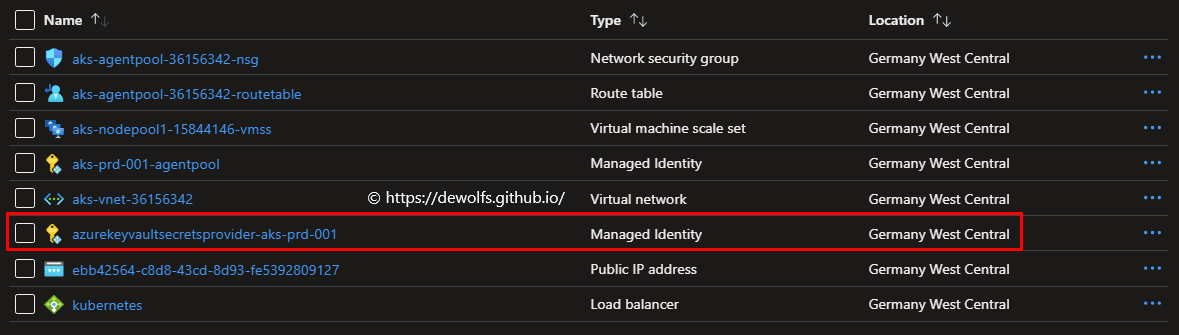 Name ↑↓ Type ↑↓ Location ↑↓
aks-agentpool-36156342-nsg Network security group Germany West Central ...
aks-agentpool-36156342-routetable Route table Germany West Central ...
aks-nodepool1-15844146-vmss Virtual machine scale set Germany West Central ...
aks-prd-001-agentpool Managed Identity Germany West Central ...
aks-vnet-36156342 © https://dewolfs.github.io/ Virtual network Germany West Central ...
azurekeyvaultsecretsprovider-aks-prd-001 Managed Identity Germany West Central ...
ebb42564-c8d8-43cd-8d93-fe5392809127 Public IP address Germany West Central ...
kubernetes Load balancer Germany West Central ...